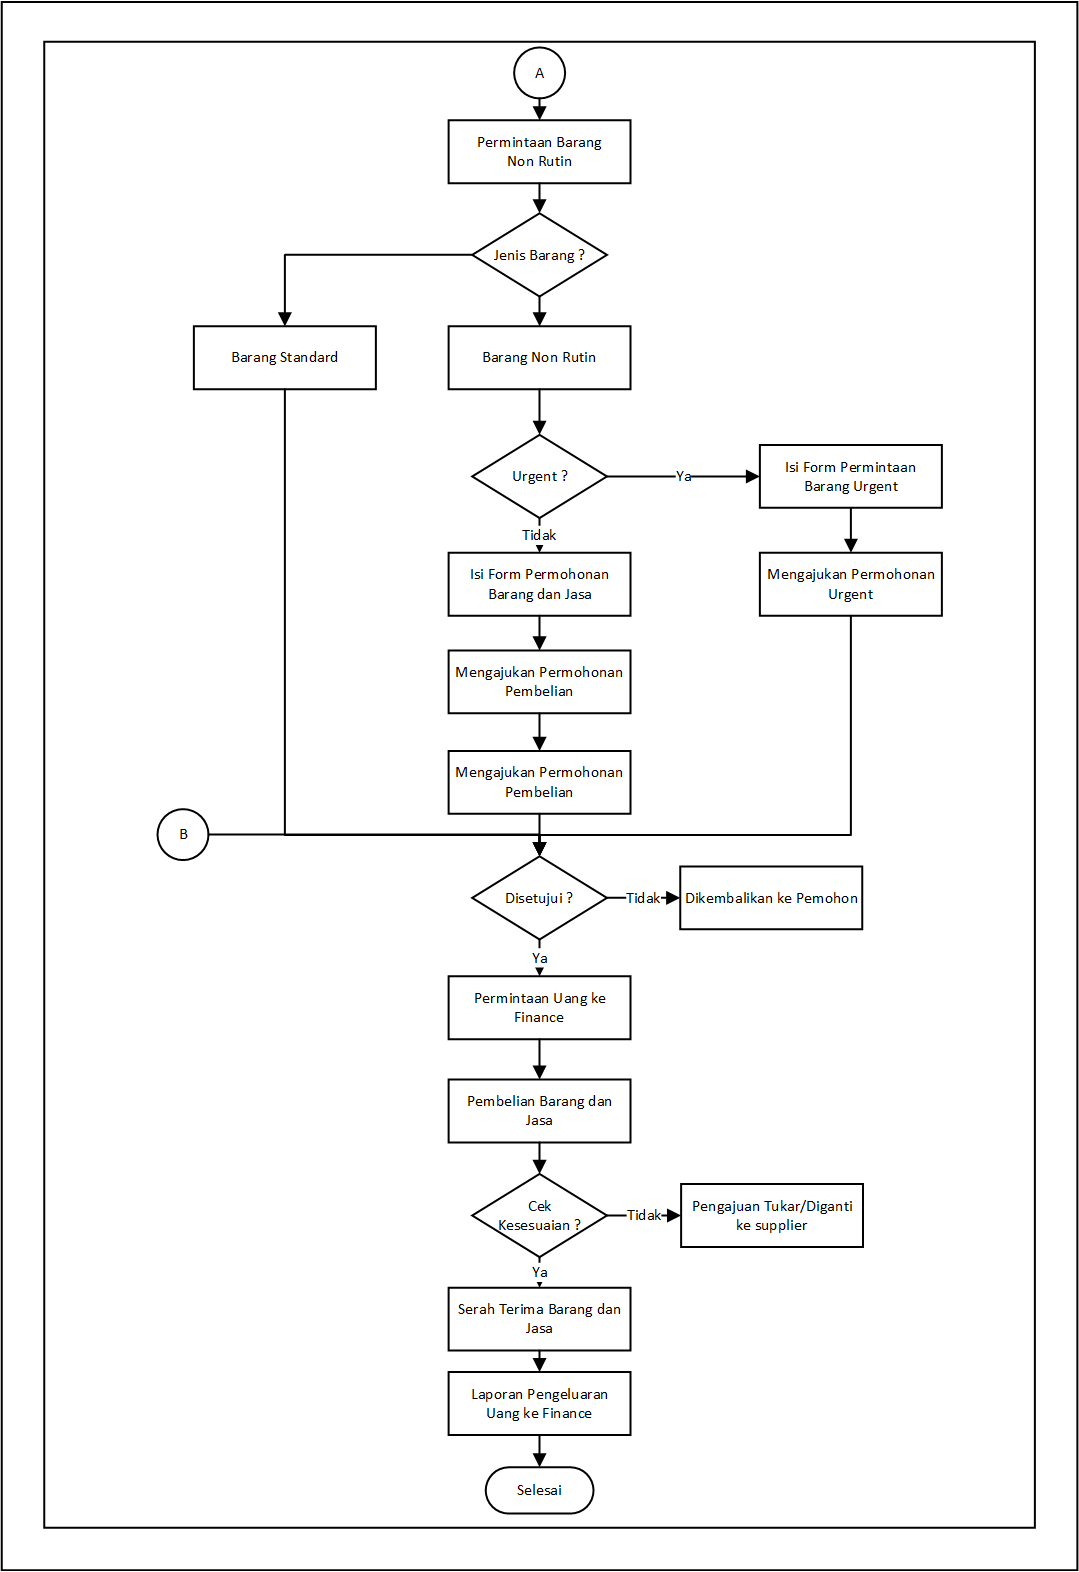 A
Permintaan Barang
Non Rutin
Jenis Barang ?
Barang Standard
Barang Non Rutin
Urgent ?
Ya
Isi Form Permintaan
Barang Urgent
Tidak
Isi Form Permohonan
Barang dan Jasa
Mengajukan Permohonan
Urgent
Mengajukan Permohonan
Pembelian
Mengajukan Permohonan
Pembelian
B
Disetujui ?
Tidak
Dikembalikan ke Pemohon
Ya
Permintaan Uang ke
Finance
Pembelian Barang dan
Jasa
Cek
Kesesuaian ?
Tidak
Pengajuan Tukar/Diganti
ke supplier
Ya
Serah Terima Barang dan
Jasa
Laporan Pengeluaran
Uang ke Finance
Selesai